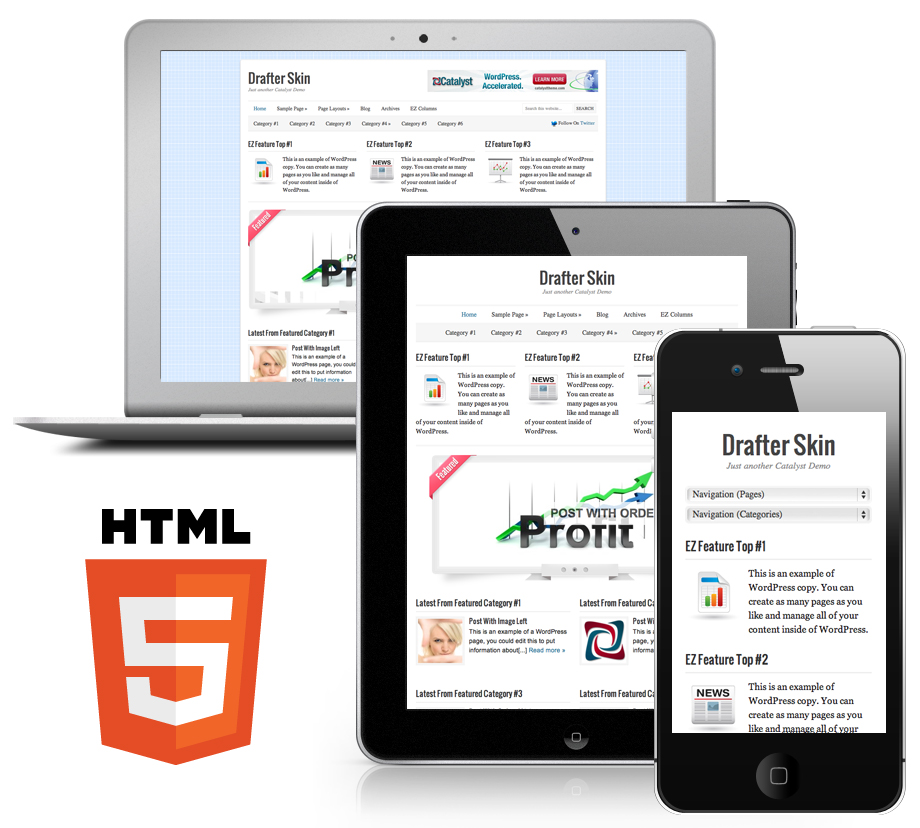 Drafter Skin
Just another Catalyst Demo
Catalyst
WordPress. Accelerated.
LEARN MORE
catalysttheme.com
Home Sample Page » Page Layouts » Blog Archives EZ Columns
Search this website... SEARCH
Category #1 Category #2 Category #3 Category #4 » Category #5 Category #6
Follow On Twitter
EZ Feature Top #1
This is an example of
WordPress copy. You can
create as many pages as
you like and manage all
of your content inside of
WordPress.
EZ Feature Top #2
NEWS
This is an example of WordPress
copy. You can create as many
pages as you like and manage all
of your content inside of
WordPress.
EZ Feature Top #3
This is an example of WordPress
copy. You can create as many
pages as you like and manage all
of your content inside of
WordPress.
Featured
Prof
Latest From Featured Category #1
Post With Image Left
This is an example of a
WordPress page, you could
edit this to put information
about[...] Read more »
Drafter Skin
Just another Catalyst Demo
Home Sample Page » Page Layouts » Blog Archives EZ Columns
Category #1 Category #2 Category #3 Category #4 » Category #5
EZ Feature Top #1
This is an example of
WordPress copy.
You can create as
many pages as you
like and manage all
of your content inside of
WordPress.
EZ Feature Top #2
NEWS
This is an example of
WordPress copy.
You can create as
many pages as you
like and manage all
of your content inside of
WordPress.
EZ Fea
of your
WordPr
Featured
POST WITH ORDE
Profit
Latest From Featured Category #1
Post With Image Left
This is an example of a WordPress
page, you could edit this to put
information about[...] Read more »
Latest From Featured Ca
Post W
This is
page, y
informa
Latest From Featured Category #3
Latest From Featured Ca
Drafter Skin
Just another Catalyst Demo
Navigation (Pages)
Navigation (Categories)
EZ Feature Top #1
This is an example of
WordPress copy. You can
create as many pages as you
like and manage all of your
content inside of WordPress.
EZ Feature Top #2
NEWS
This is an example of
WordPress copy. You can
create as many pages as you
like and manage all of your
HTML
5